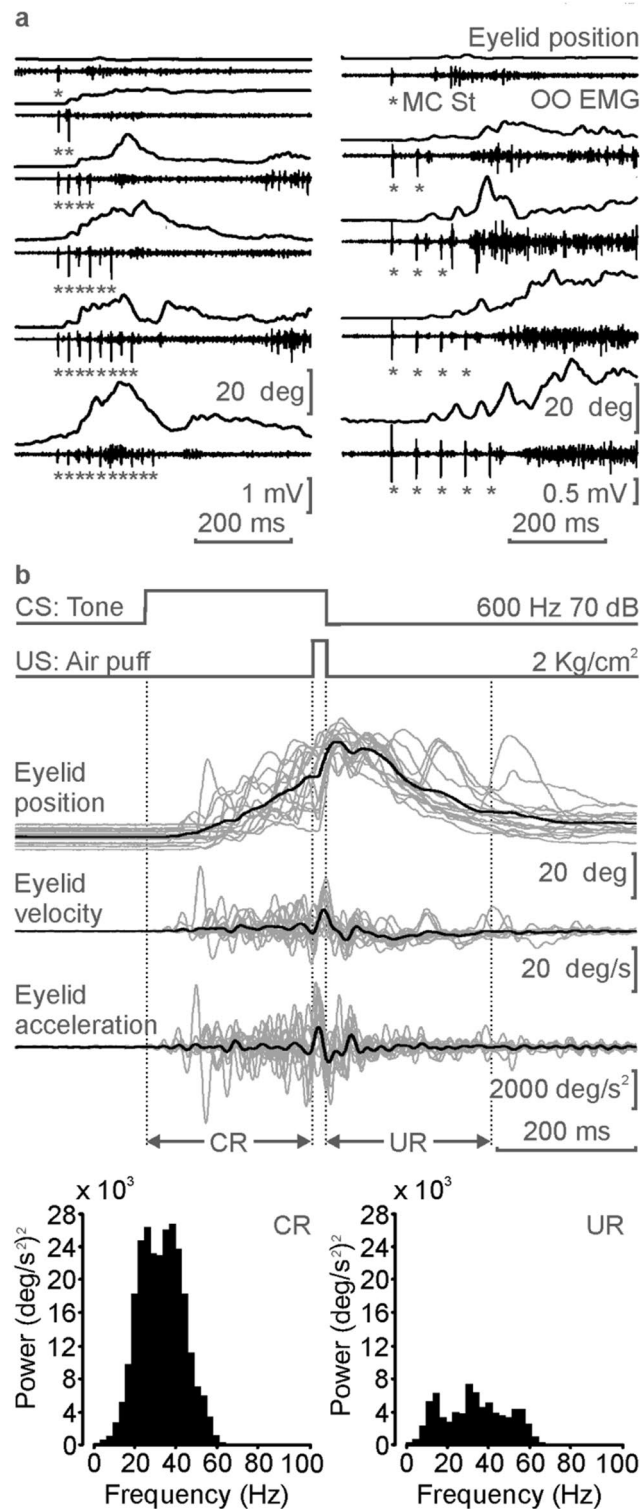 a
Eyelid position
* MC St OO EMG
*
**
* *
****
* * *
******
* * * *
********
20 deg
20 deg
**********
* * * * *
1 mV
0.5 mV
200 ms
200 ms
b
CS: Tone 600 Hz 70 dB
US: Air puff 2 Kg/cm²
Eyelid
position
20 deg
Eyelid
velocity
20 deg/s
Eyelid
acceleration
2000 deg/s²
CR UR
200 ms
x 10³
x 10³
CR
UR
Power (deg/s²)²
28
24
20
16
12
8
4
0
0 20 40 60 80 100
Frequency (Hz)
Power (deg/s²)²
28
24
20
16
12
8
4
0
0 20 40 60 80 100
Frequency (Hz)